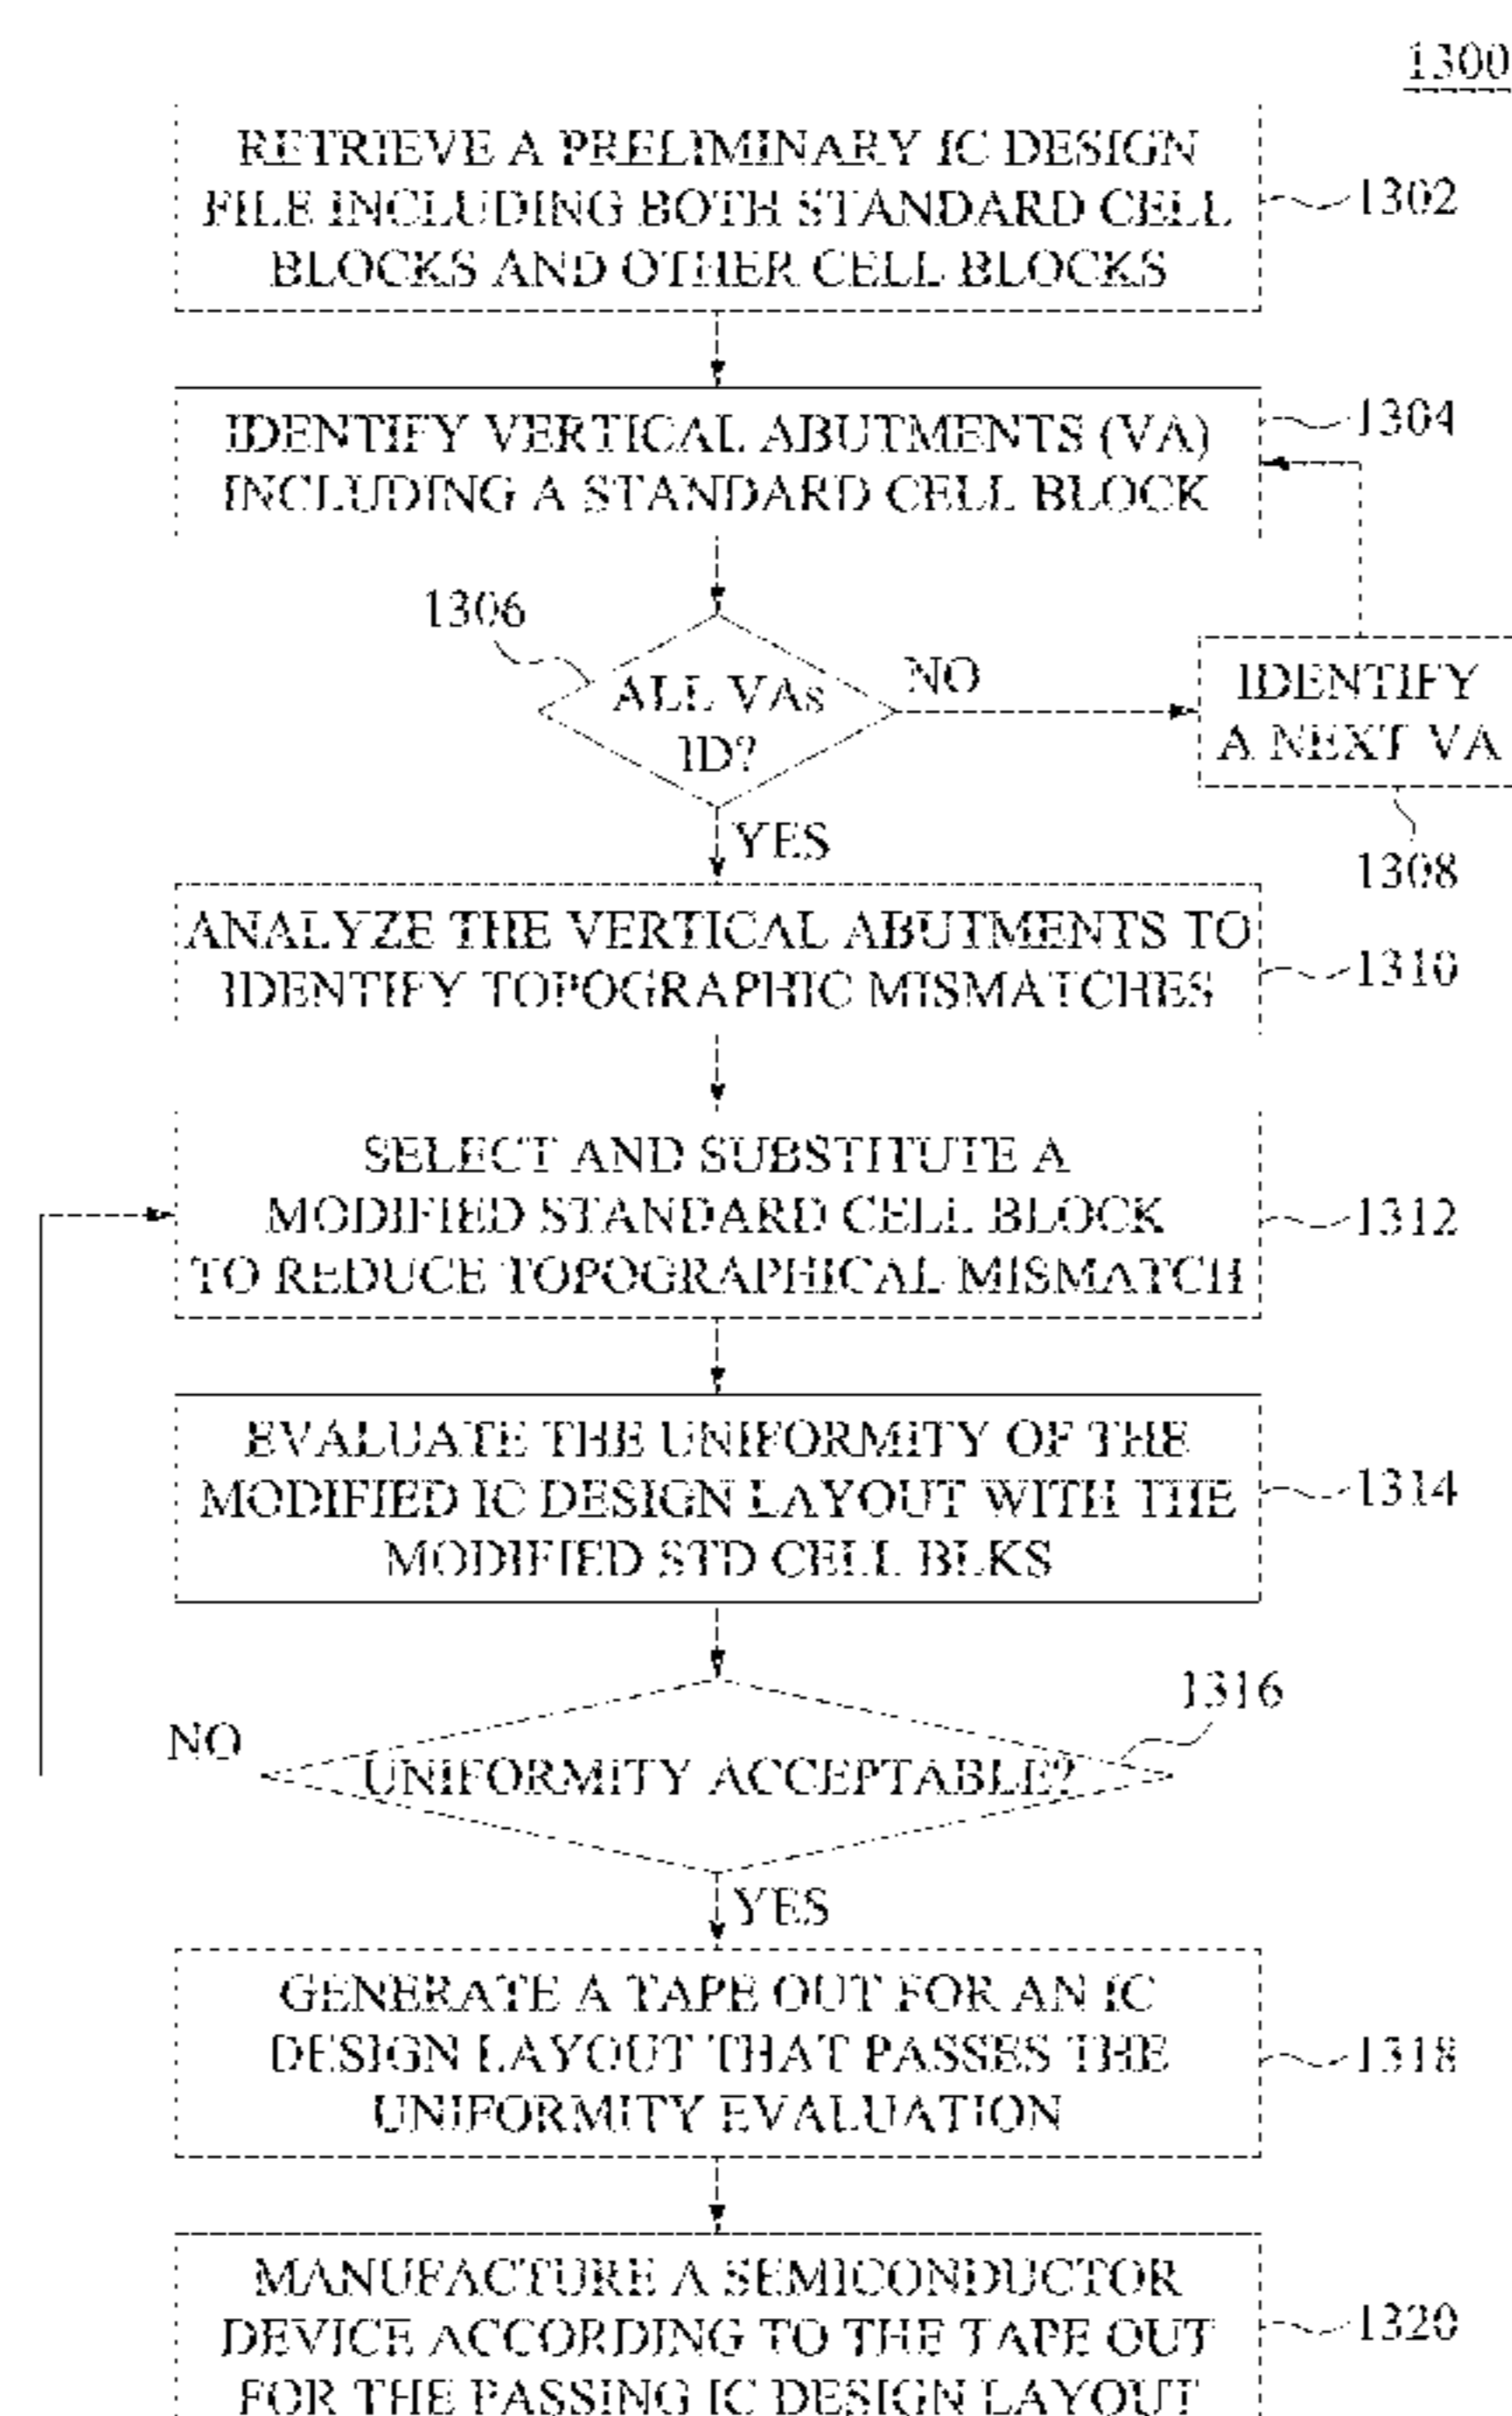 1300
RETRIEVE A PRELIMINARY IC DESIGN
FILE INCLUDING BOTH STANDARD CELL
BLOCKS AND OTHER CELL BLOCKS
1302
IDENTIFY VERTICAL ABUTMENTS (VA)
INCLUDING A STANDARD CELL BLOCK
1304
1306
ALL VAs
ID?
NO
IDENTIFY
A NEXT VA
1308
YES
ANALYZE THE VERTICAL ABUTMENTS TO
IDENTIFY TOPOGRAPHIC MISMATCHES
1310
SELECT AND SUBSTITUTE A
MODIFIED STANDARD CELL BLOCK
TO REDUCE TOPOGRAPHICAL MISMATCH
1312
EVALUATE THE UNIFORMITY OF THE
MODIFIED IC DESIGN LAYOUT WITH THE
MODIFIED STD CELL BLKS
1314
1316
NO
UNIFORMITY ACCEPTABLE?
YES
GENERATE A TAPE OUT FOR AN IC
DESIGN LAYOUT THAT PASSES THE
UNIFORMITY EVALUATION
1318
MANUFACTURE A SEMICONDUCTOR
DEVICE ACCORDING TO THE TAPE OUT
FOR THE PASSING IC DESIGN LAYOUT
1320